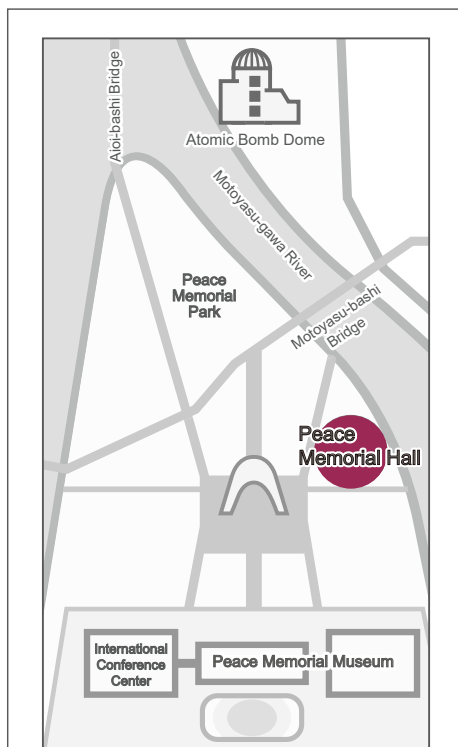 Aioi-bashi Bridge
Atomic Bomb Dome
Motoyasu-gawa River
Peace
Memorial
Park
Motoyasu-bashi
Bridge
Peace
Memorial Hall
International
Conference
Center
Peace Memorial Museum